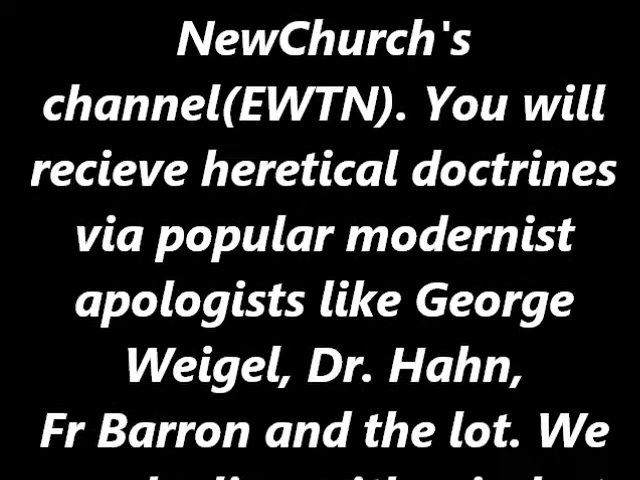 NewChurch's
channel(EWTN). You will
recieve heretical doctrines
via popular modernist
apologists like George
Weigel, Dr. Hahn,
Fr Barron and the lot. We